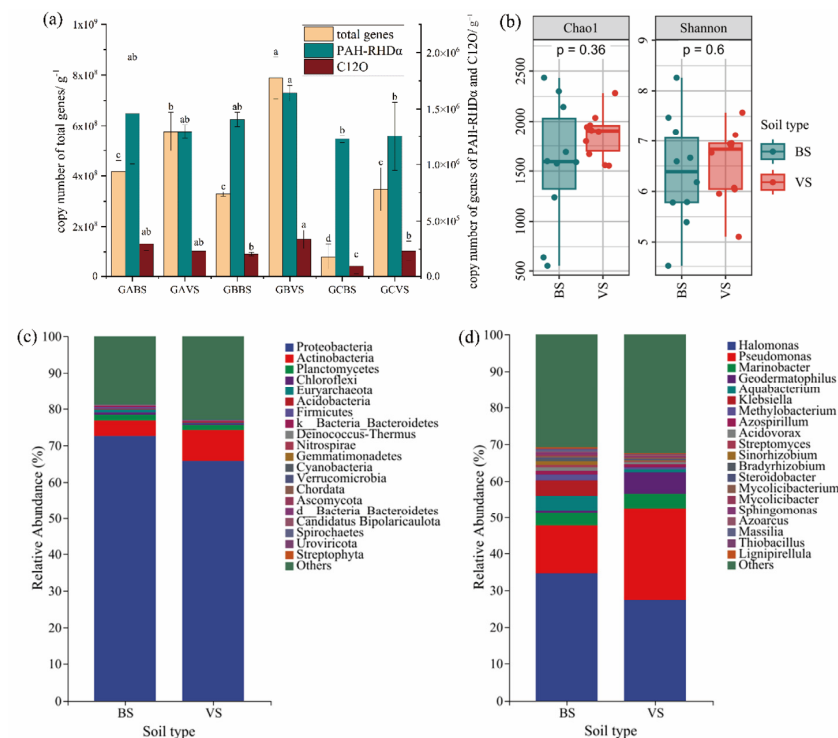 (a)
total genes
PAH-RHDα
C12O
copy number of total genes/ g⁻¹
1x10⁹
8x10⁸
6x10⁸
4x10⁸
2x10⁸
0
ab
c
b
b
ab
ab
ab
c
b
a
a
a
b
d
c
c
b
c
b
2.0x10⁶
1.5x10⁶
1.0x10⁶
5.0x10⁵
0.0
copy number of genes of PAH-RHDα and C12O/ g⁻¹
GABS
GAVS
GBBS
GBVS
GCBS
GCVS
(b)
Chao1
Shannon
p = 0.36
p = 0.6
2500
2000
1500
1000
500
9
8
7
6
5
BS
VS
BS
VS
Soil type
BS
VS
(c)
Relative Abundance (%)
100
90
80
70
60
50
40
30
20
10
0
BS
VS
Soil type
Proteobacteria
Actinobacteria
Planctomycetes
Chloroflexi
Euryarchaeota
Acidobacteria
Firmicutes
k__Bacteria_Bacteroidetes
Deinococcus-Thermus
Nitrospirae
Gemmatimonadetes
Cyanobacteria
Verrucomicrobia
Chordata
Ascomycota
d__Bacteria_Bacteroidetes
Candidatus Bipolaricaulota
Spirochaetes
Uroviricota
Streptophyta
Others
(d)
Relative Abundance (%)
100
90
80
70
60
50
40
30
20
10
0
BS
VS
Soil type
Halomonas
Pseudomonas
Marinobacter
Geodermatophilus
Aquabacterium
Klebsiella
Methylobacterium
Azospirillum
Acidovorax
Streptomyces
Sinorhizobium
Bradyrhizobium
Steroidobacter
Mycolicibacterium
Mycolicibacter
Sphingomonas
Azoarcus
Massilia
Thiobacillus
Lignipirellula
Others